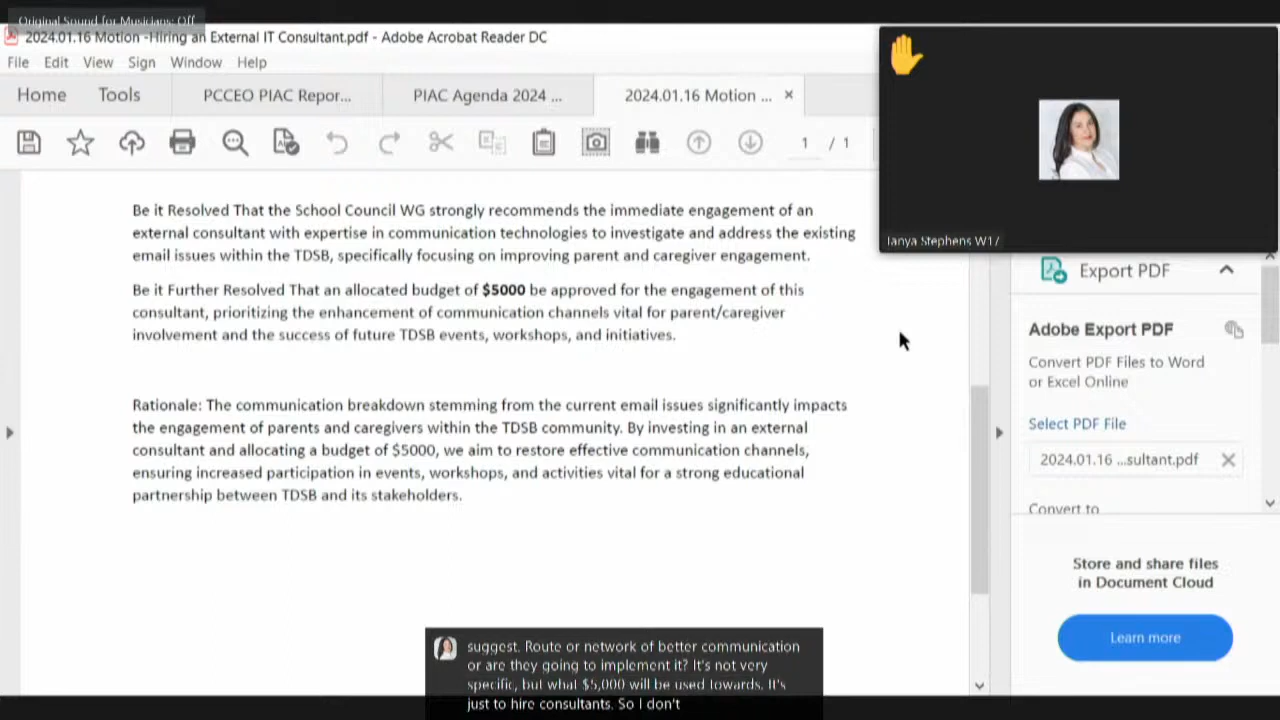 Original Sound for Musicians: Off
2024.01.16 Motion -Hiring an External IT Consultant.pdf - Adobe Acrobat Reader DC
File Edit View Sign Window Help
Home Tools PCCEO PIAC Repor... PIAC Agenda 2024 ... 2024.01.16 Motion ... ×
1 / 1
Be it Resolved That the School Council WG strongly recommends the immediate engagement of an
external consultant with expertise in communication technologies to investigate and address the existing
email issues within the TDSB, specifically focusing on improving parent and caregiver engagement.
Be it Further Resolved That an allocated budget of $5000 be approved for the engagement of this
consultant, prioritizing the enhancement of communication channels vital for parent/caregiver
involvement and the success of future TDSB events, workshops, and initiatives.
Rationale: The communication breakdown stemming from the current email issues significantly impacts
the engagement of parents and caregivers within the TDSB community. By investing in an external
consultant and allocating a budget of $5000, we aim to restore effective communication channels,
ensuring increased participation in events, workshops, and activities vital for a strong educational
partnership between TDSB and its stakeholders.
Tanya Stephens W17
Export PDF
Adobe Export PDF
Convert PDF Files to Word
or Excel Online
Select PDF File
2024.01.16 ...sultant.pdf
Convert to
Store and share files
in Document Cloud
Learn more
suggest. Route or network of better communication
or are they going to implement it? It's not very
specific, but what $5,000 will be used towards. It's
just to hire consultants. So I don't